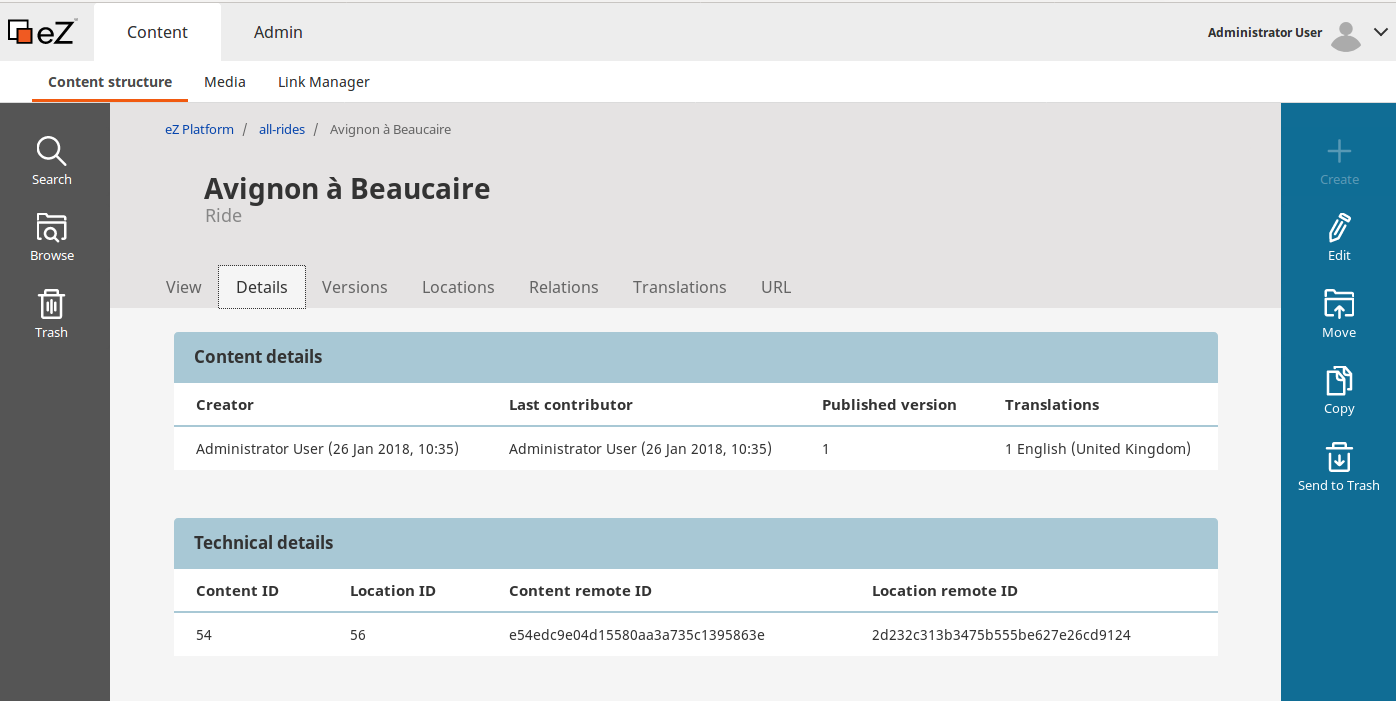 eZ Content Admin Administrator User
Content structure Media Link Manager
eZ Platform / all-rides / Avignon à Beaucaire
Search
Browse
Trash
Avignon à Beaucaire
Ride
View Details Versions Locations Relations Translations URL
Content details
Creator Last contributor Published version Translations
Administrator User (26 Jan 2018, 10:35) Administrator User (26 Jan 2018, 10:35) 1 1 English (United Kingdom)
Technical details
Content ID Location ID Content remote ID Location remote ID
54 56 e54edc9e04d15580aa3a735c1395863e 2d232c313b3475b555be627e26cd9124
Create
Edit
Move
Copy
Send to Trash